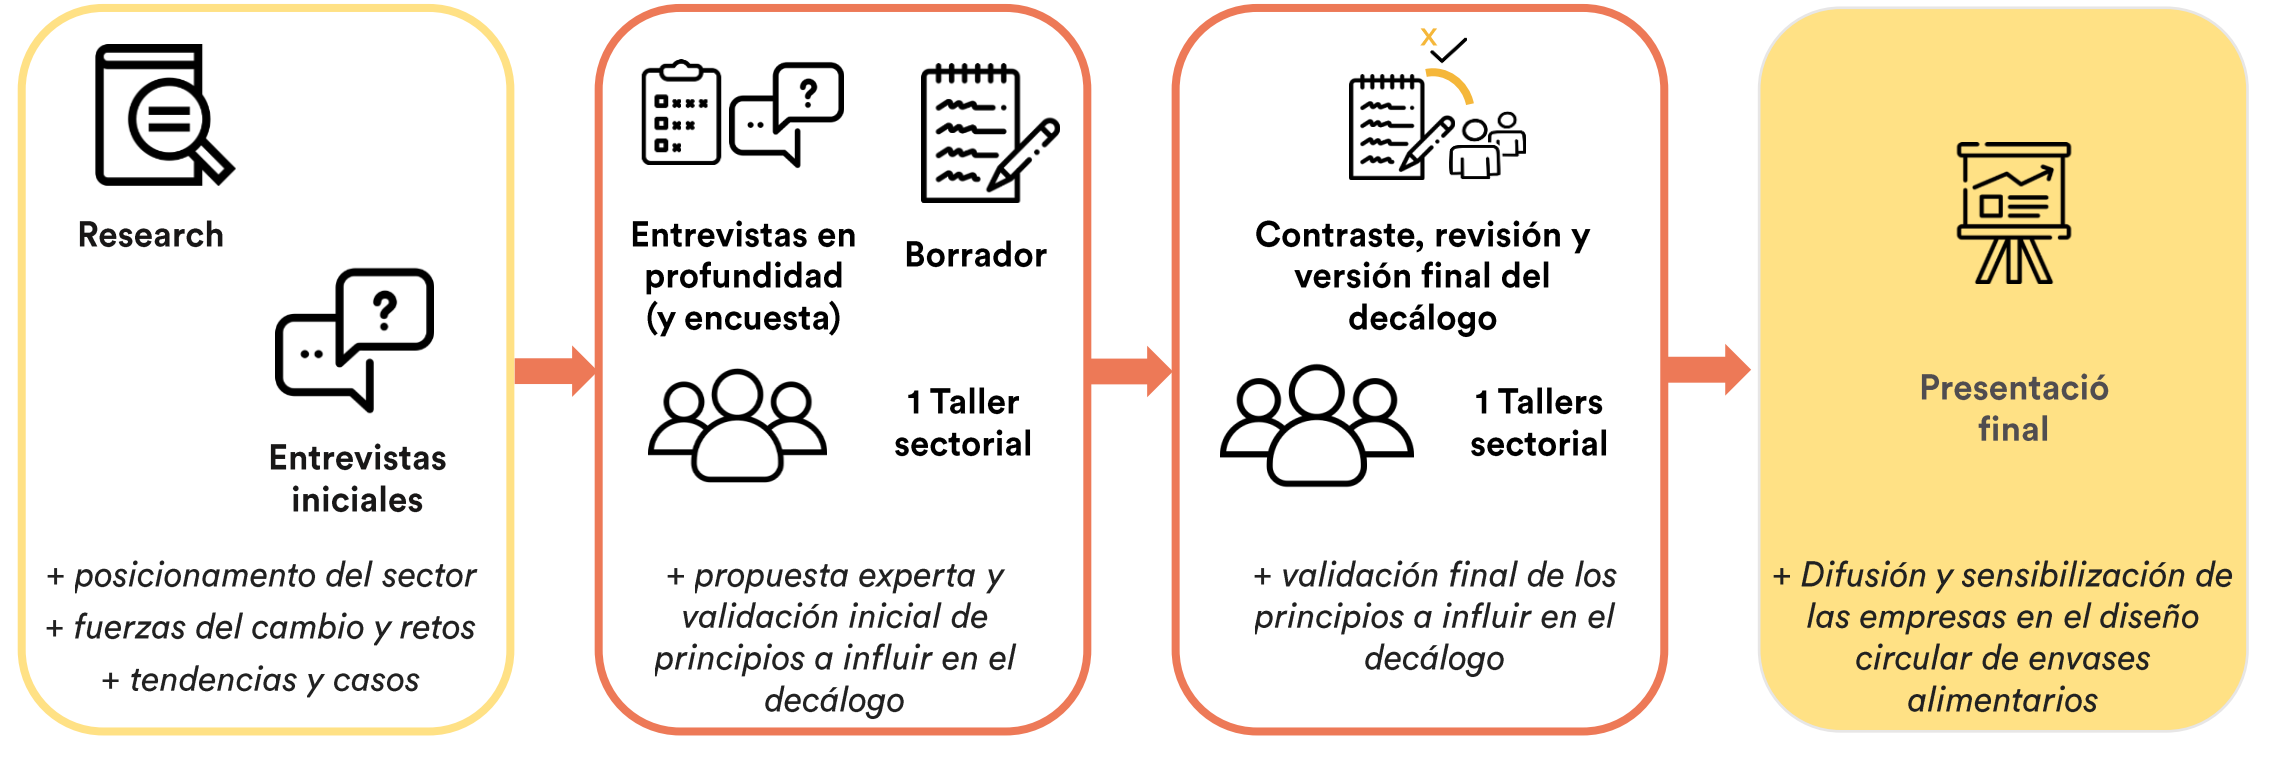 Research
Entrevistas
iniciales
+ posicionamento del sector
+ fuerzas del cambio y retos
+ tendencias y casos
Entrevistas en
profundidad
(y encuesta)
Borrador
1 Taller
sectorial
+ propuesta experta y
validación inicial de
principios a influir en el
decálogo
x
Contraste, revisión y
versión final del
decálogo
1 Tallers
sectorial
+ validación final de los
principios a influir en el
decálogo
Presentació
final
+ Difusión y sensibilización de
las empresas en el diseño
circular de envases
alimentarios